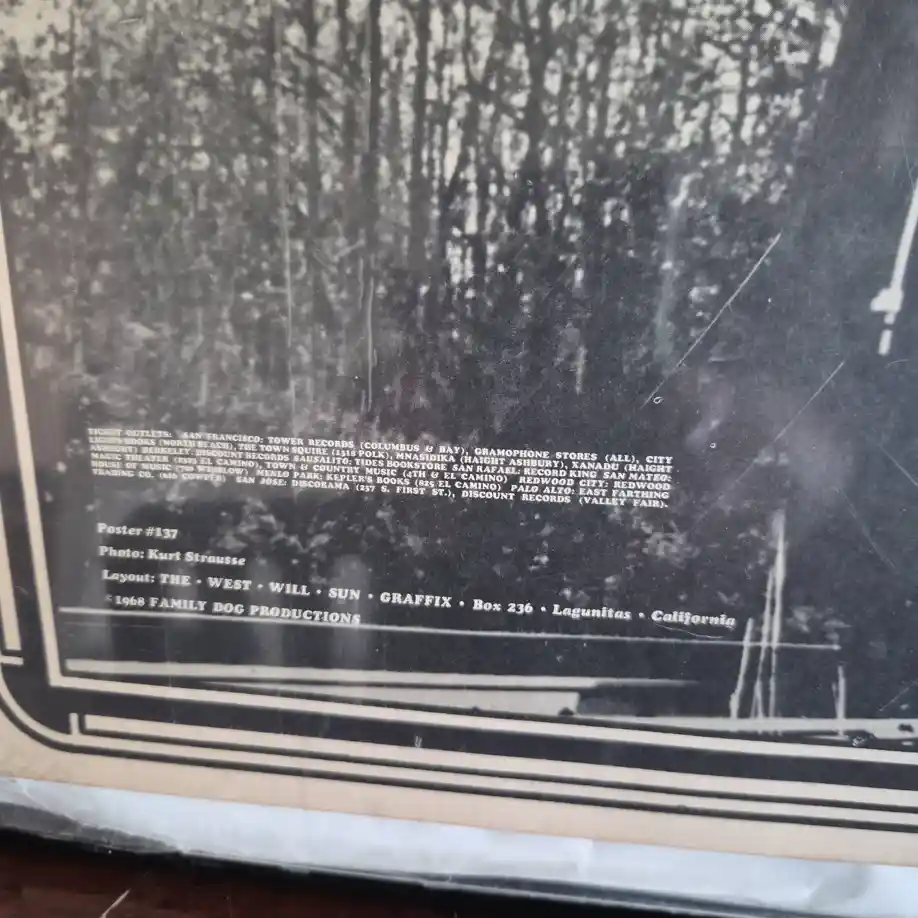 TICKET OUTLETS: SAN FRANCISCO: TOWER RECORDS (COLUMBUS & BAY), GRAMOPHONE STORES (ALL), CITY
LIGHTS BOOKS (NORTH BEACH), THE TOWN SQUIRE (1318 POLK), MNASIDIKA (HAIGHT ASHBURY), XANADU (HAIGHT
ASHBURY) BERKELEY: DISCOUNT RECORDS SAUSALITO: TIDES BOOKSTORE SAN RAFAEL: RECORD KING SAN MATEO:
MAGIC THEATER EL CAMINO), TOWN & COUNTRY MUSIC (4TH & EL CAMINO) REDWOOD CITY: REDWOOD
HOUSE OF MUSIC (700 WINSLOW) MENLO PARK: KEPLER'S BOOKS (825 EL CAMINO) PALO ALTO: EAST FARTHING
TRADING CO. (616 COWPER) SAN JOSE: DISCORAMA (257 S. FIRST ST.), DISCOUNT RECORDS (VALLEY FAIR).
Poster #137
Photo: Kurt Strausse
Layout: THE • WEST • WILL • SUN • GRAFFIX • Box 236 • Lagunitas • California
©1968 FAMILY DOG PRODUCTIONS